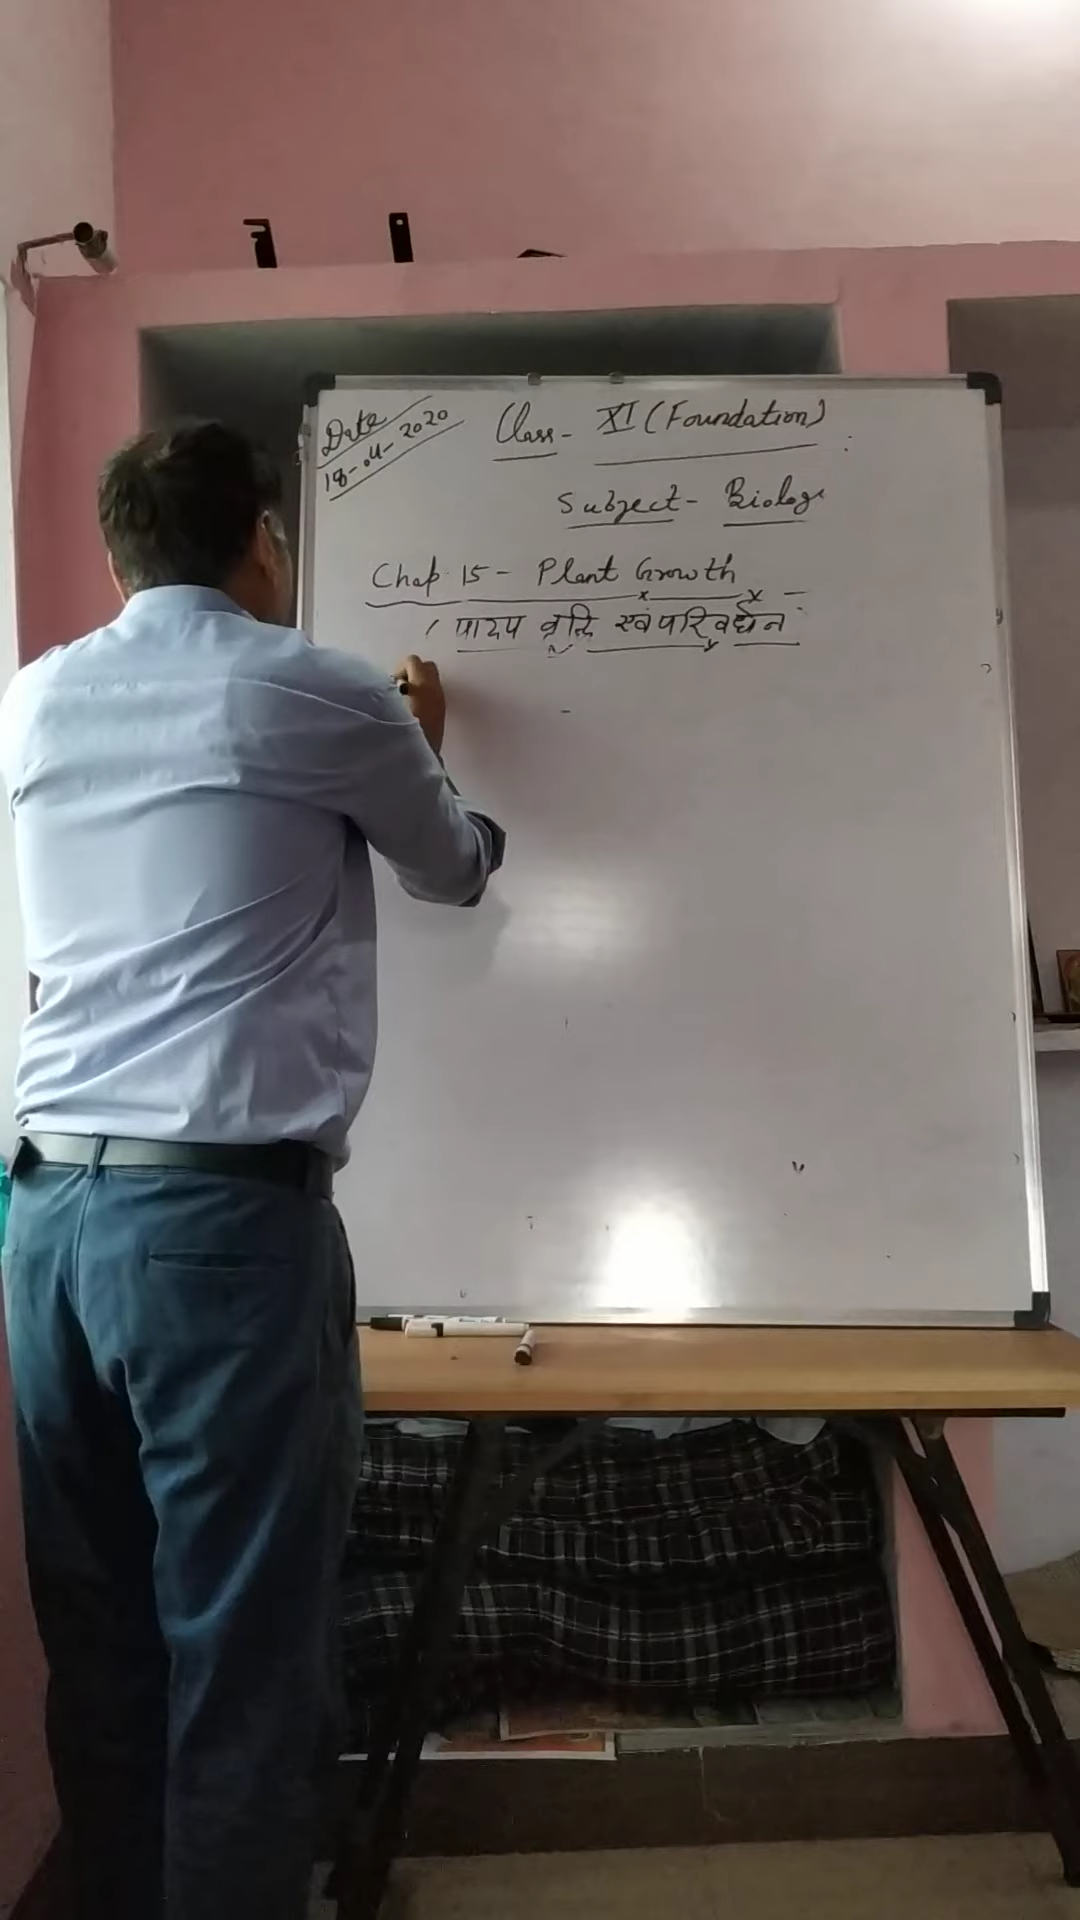 Date
18-04-2020
Class - XI (Foundation)
Subject - Biology
Chap. 15 - Plant Growth
पादप वृद्धि एवं परिवर्धन